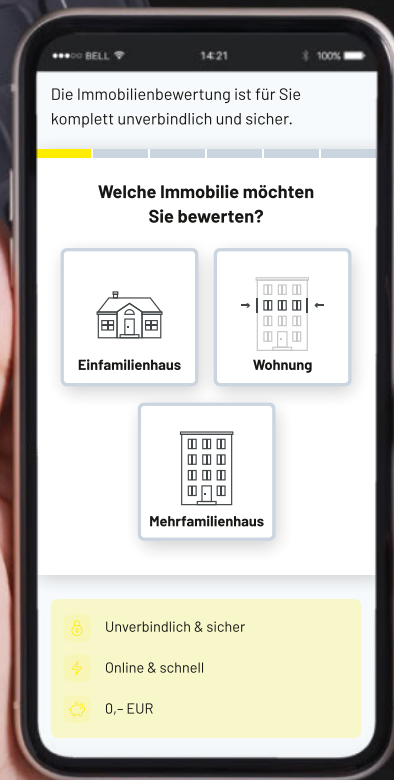 BELL 14:21 100%
Die Immobilienbewertung ist für Sie
komplett unverbindlich und sicher.
Welche Immobilie möchten
Sie bewerten?
Einfamilienhaus Wohnung
Mehrfamilienhaus
Unverbindlich & sicher
Online & schnell
0,- EUR